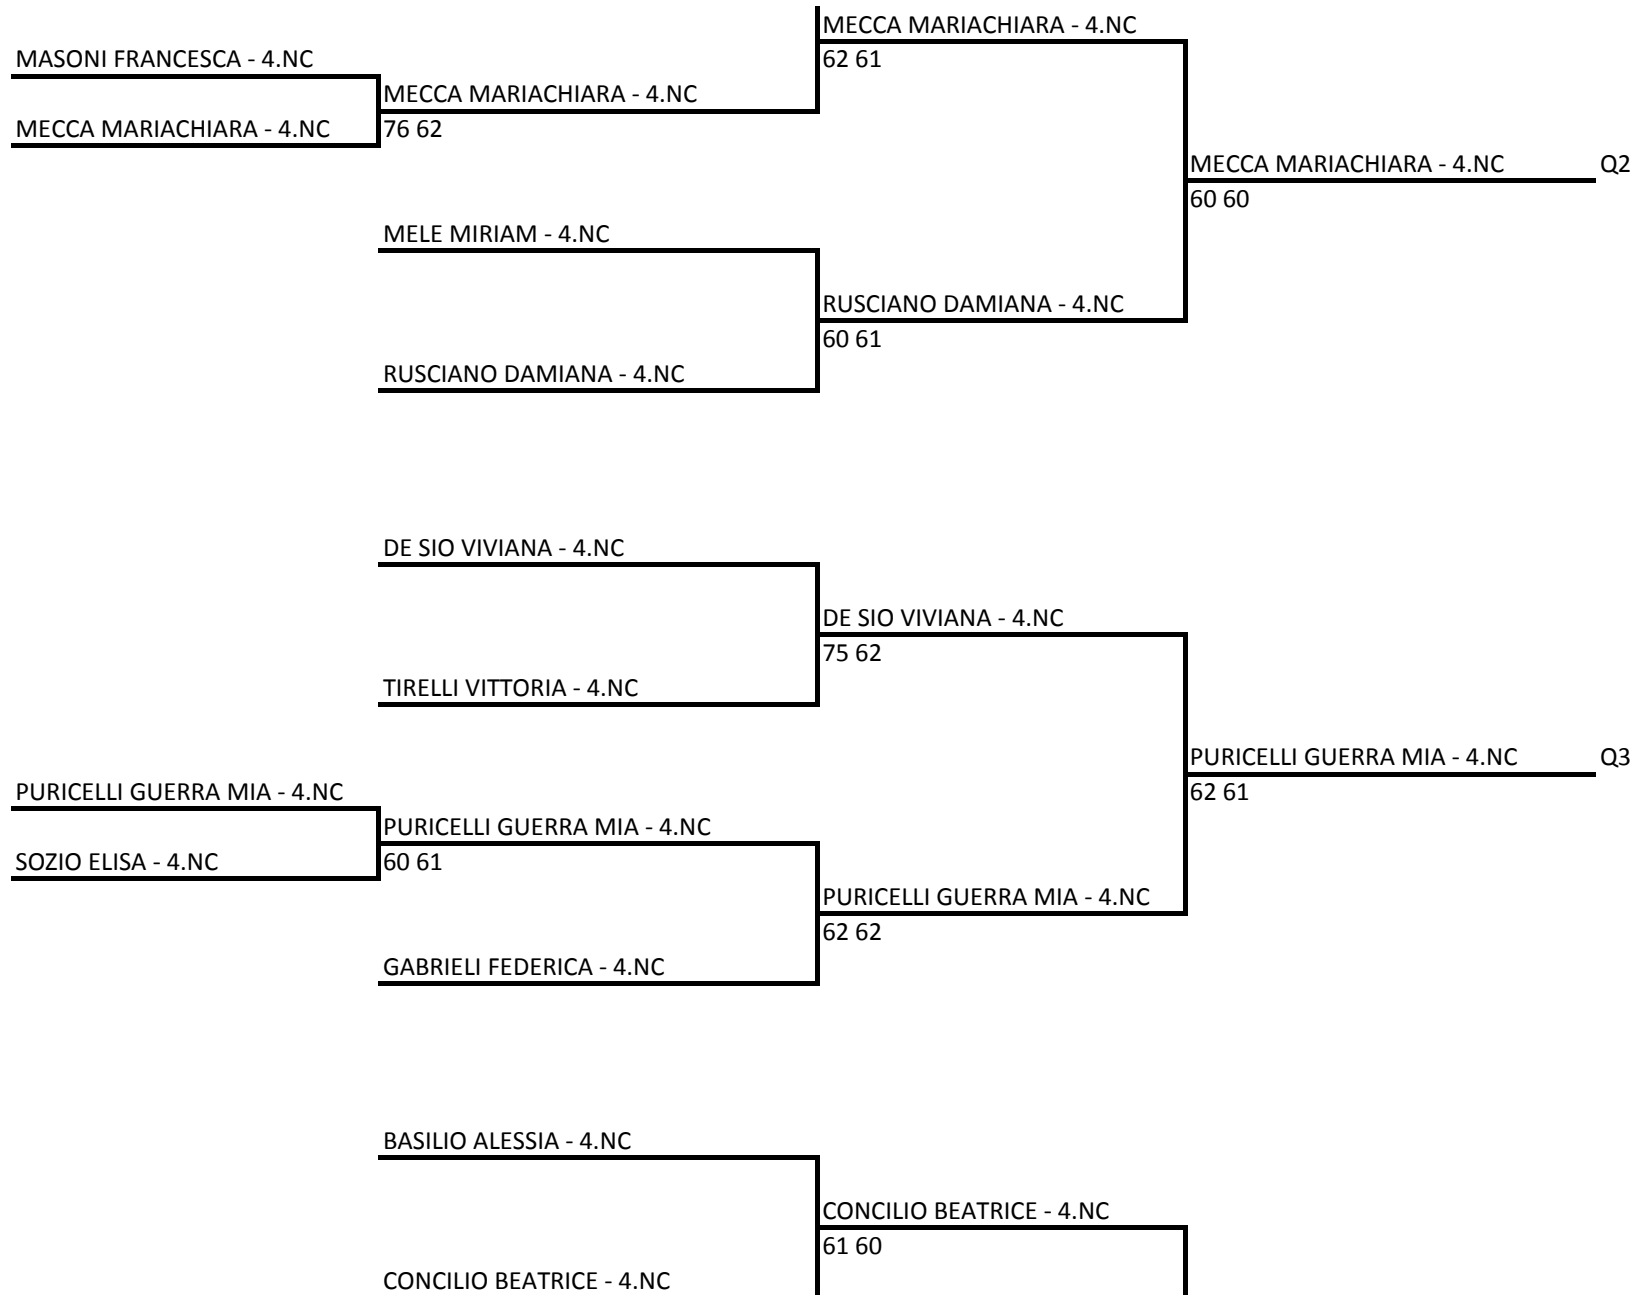 MECCA MARIACHIARA - 4.NC
MASONI FRANCESCA - 4.NC
62 61
MECCA MARIACHIARA - 4.NC
MECCA MARIACHIARA - 4.NC
76 62
MECCA MARIACHIARA - 4.NC
Q2
60 60
MELE MIRIAM - 4.NC
RUSCIANO DAMIANA - 4.NC
60 61
RUSCIANO DAMIANA - 4.NC
DE SIO VIVIANA - 4.NC
DE SIO VIVIANA - 4.NC
75 62
TIRELLI VITTORIA - 4.NC
PURICELLI GUERRA MIA - 4.NC
Q3
PURICELLI GUERRA MIA - 4.NC
62 61
PURICELLI GUERRA MIA - 4.NC
SOZIO ELISA - 4.NC
60 61
PURICELLI GUERRA MIA - 4.NC
62 62
GABRIELI FEDERICA - 4.NC
BASILIO ALESSIA - 4.NC
CONCILIO BEATRICE - 4.NC
61 60
CONCILIO BEATRICE - 4.NC